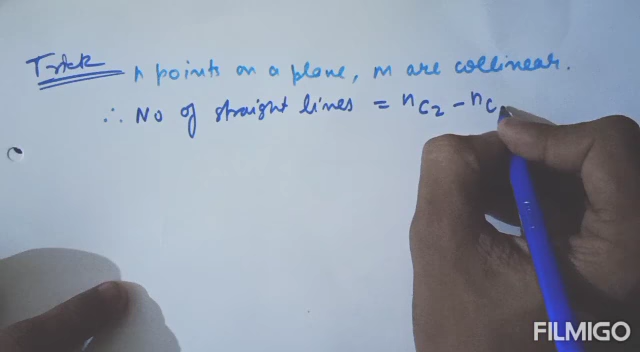 Trick n points on a plane, m are collinear.
∴ No of straight lines = nC2 - nC
FILMIGO